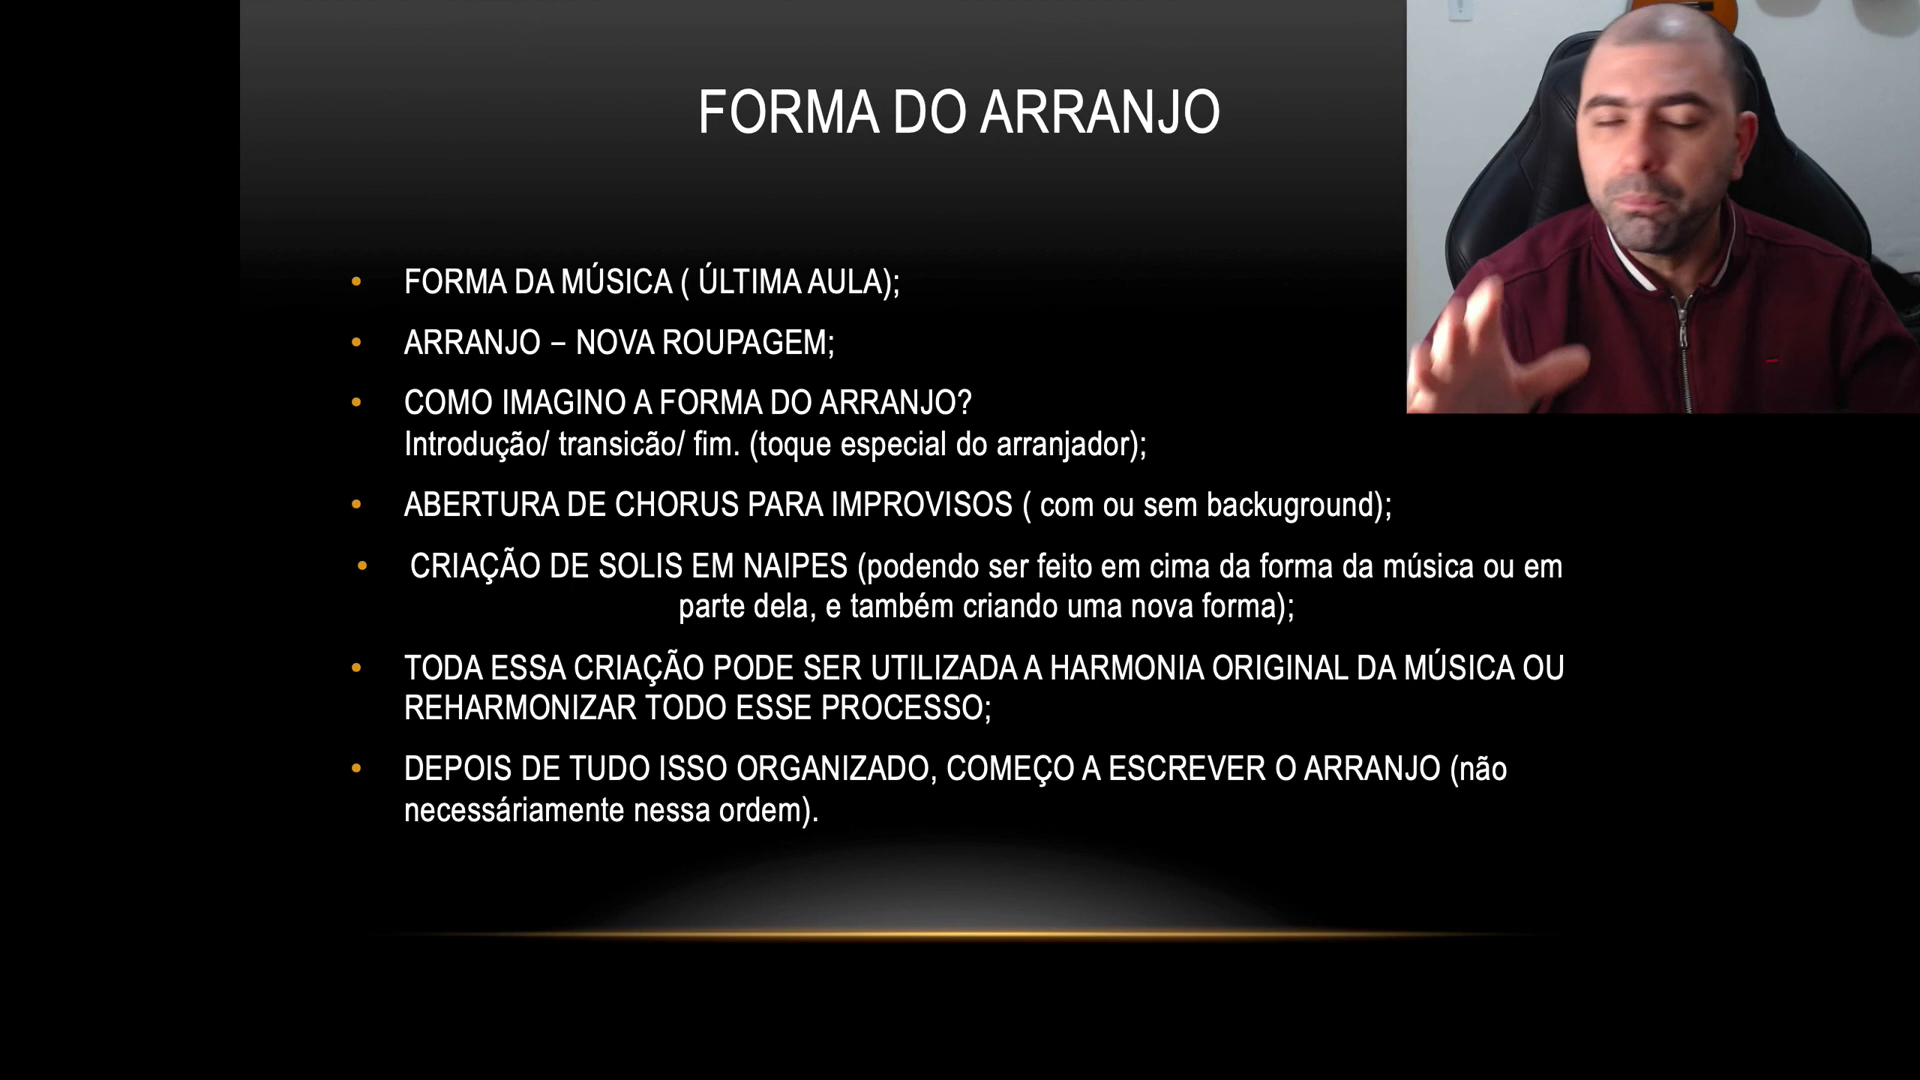 FORMA DO ARRANJO
• FORMA DA MÚSICA ( ÚLTIMA AULA);
• ARRANJO – NOVA ROUPAGEM;
• COMO IMAGINO A FORMA DO ARRANJO?
Introdução/ transicão/ fim. (toque especial do arranjador);
• ABERTURA DE CHORUS PARA IMPROVISOS ( com ou sem backuground);
• CRIAÇÃO DE SOLIS EM NAIPES (podendo ser feito em cima da forma da música ou em
parte dela, e também criando uma nova forma);
• TODA ESSA CRIAÇÃO PODE SER UTILIZADA A HARMONIA ORIGINAL DA MÚSICA OU
REHARMONIZAR TODO ESSE PROCESSO;
• DEPOIS DE TUDO ISSO ORGANIZADO, COMEÇO A ESCREVER O ARRANJO (não
necessáriamente nessa ordem).